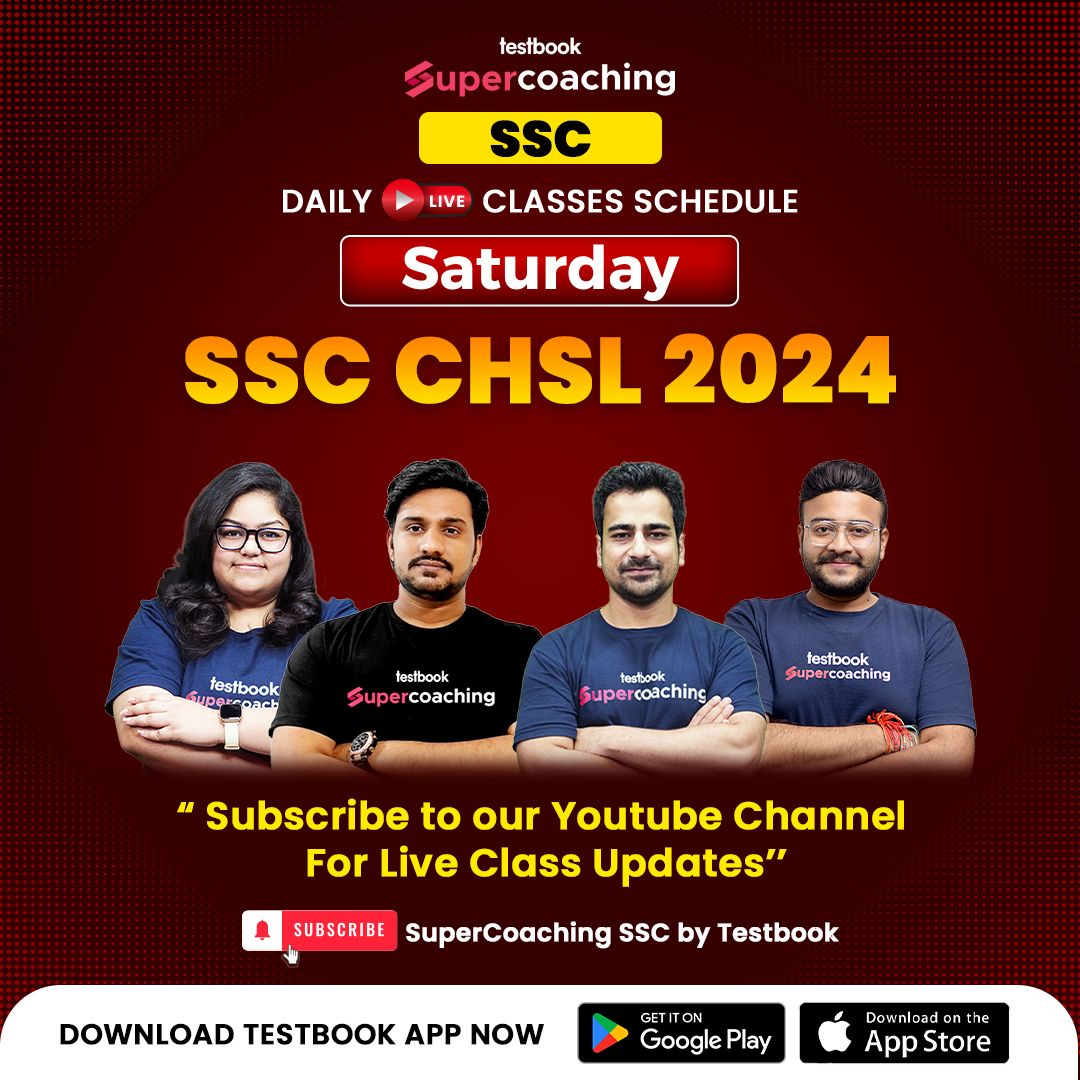 testbook
Supercoaching
SSC
DAILY LIVE CLASSES SCHEDULE
Saturday
SSC CHSL 2024
testbook
Supercoach
testbook
Supercoaching
testbook
Supercoaching
testbook
Supercoaching
“ Subscribe to our Youtube Channel
For Live Class Updates’’
SUBSCRIBE SuperCoaching SSC by Testbook
DOWNLOAD TESTBOOK APP NOW
GET IT ON
Google Play
Download on the
App Store